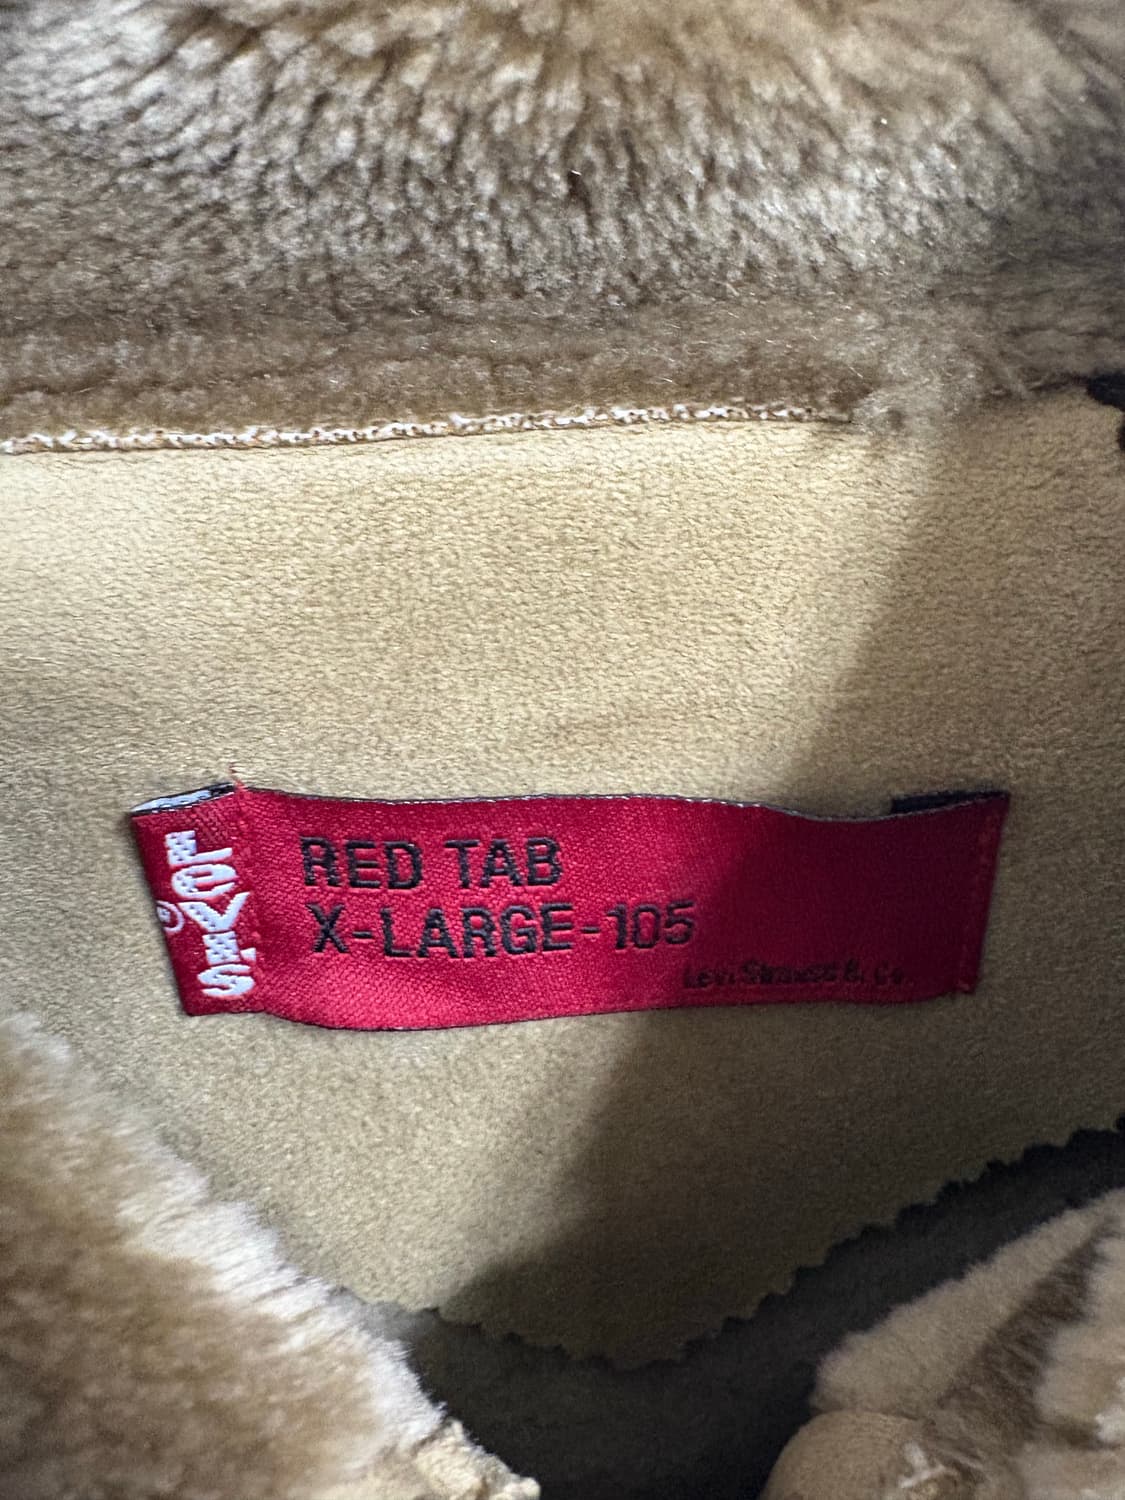 LEVI'S
®
RED TAB
X-LARGE-105
Levi Strauss & Co.